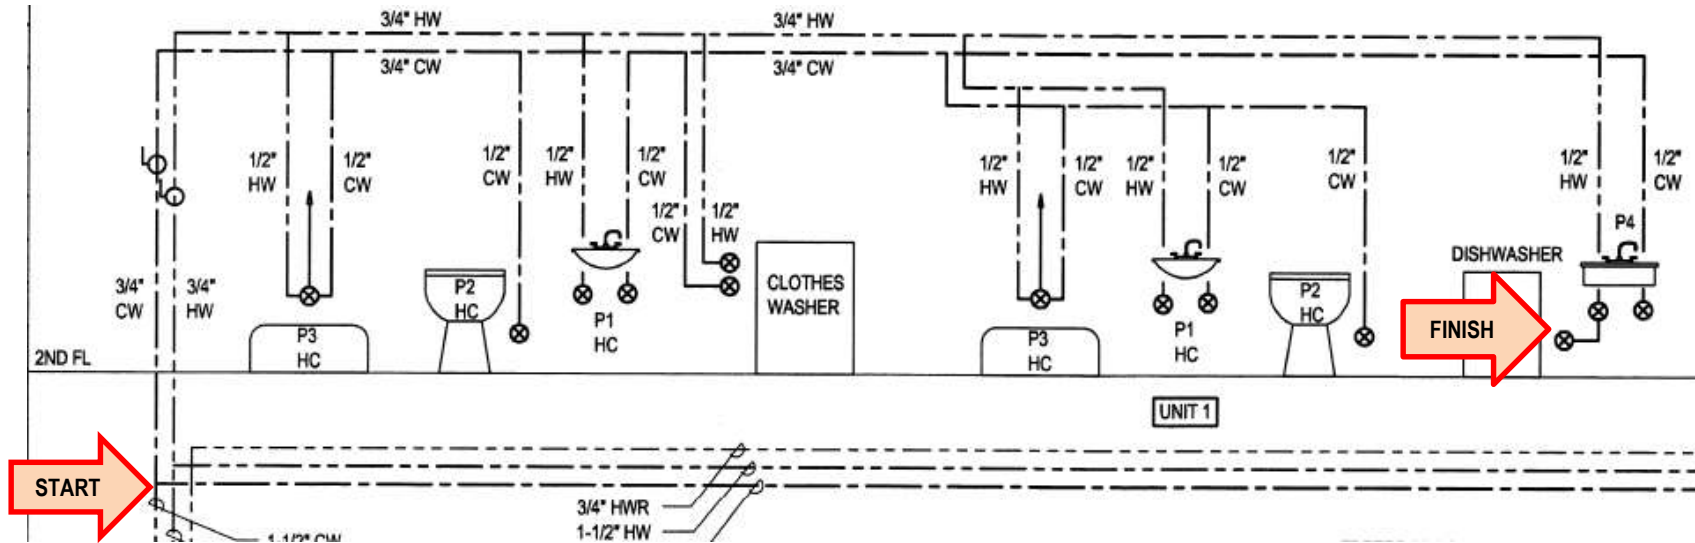 3/4" HW
3/4" HW
3/4" CW
3/4" CW
1/2"
HW
1/2"
CW
1/2"
CW
1/2"
HW
1/2"
CW
1/2"
CW
1/2"
HW
1/2"
HW
1/2"
CW
1/2"
HW
1/2"
CW
1/2"
CW
1/2"
HW
1/2"
CW
P4
DISHWASHER
3/4"
CW
3/4"
HW
P2
HC
CLOTHES
WASHER
P2
HC
P3
HC
P1
HC
P3
HC
P1
HC
FINISH
2ND FL
UNIT 1
START
3/4" HWR
1-1/2" HW
1-1/2" CW